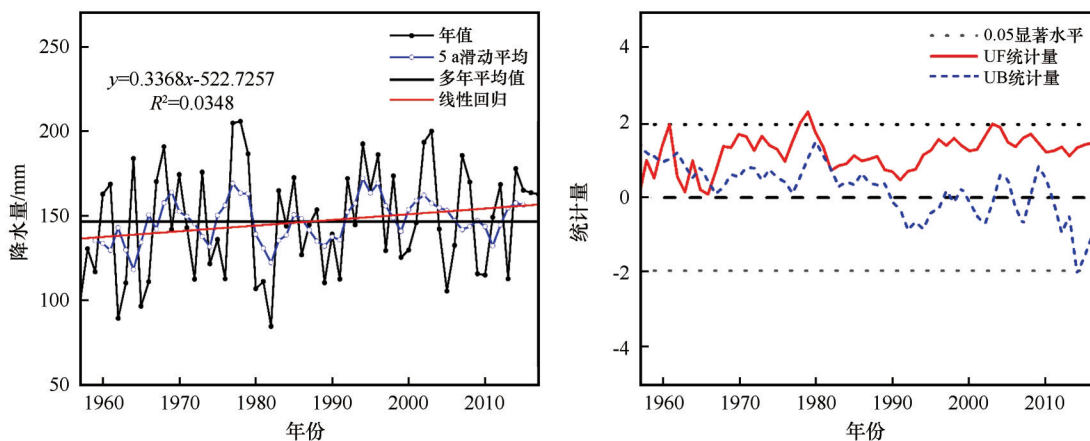 250
200
150
100
50
降水量/mm
年值
5 a滑动平均
多年平均值
线性回归
y=0.3368x-522.7257
R²=0.0348
1960 1970 1980 1990 2000 2010
年份
4
2
0
-2
-4
统计量
0.05显著水平
UF统计量
UB统计量
1960 1970 1980 1990 2000 2010
年份